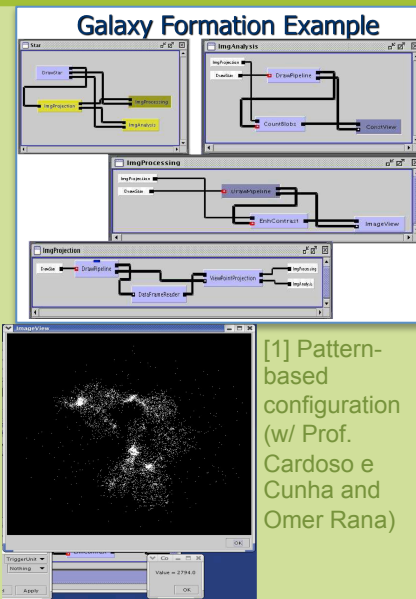 Galaxy Formation Example
Star
DrawStar
ImgProjection
ImgProcessing
ImgAnalysis
ImgAnalysis
ImgProjection
DrawStar
DrawPipeline
CountBlobs
ConstView
ImgProcessing
ImgProjection
DrawStar
DrawPipeline
EnhContrast
ImageView
ImgProjection
DrawStar
DrawPipeline
DataFrameReader
ViewPointProjection
ImgProcessing
ImgAnalysis
ImageView
OK
[1] Pattern-
based
configuration
(w/ Prof.
Cardoso e
Cunha and
Omer Rana)
TriggerUnit
Nothing
Apply
Co
Value = 2794.0
OK